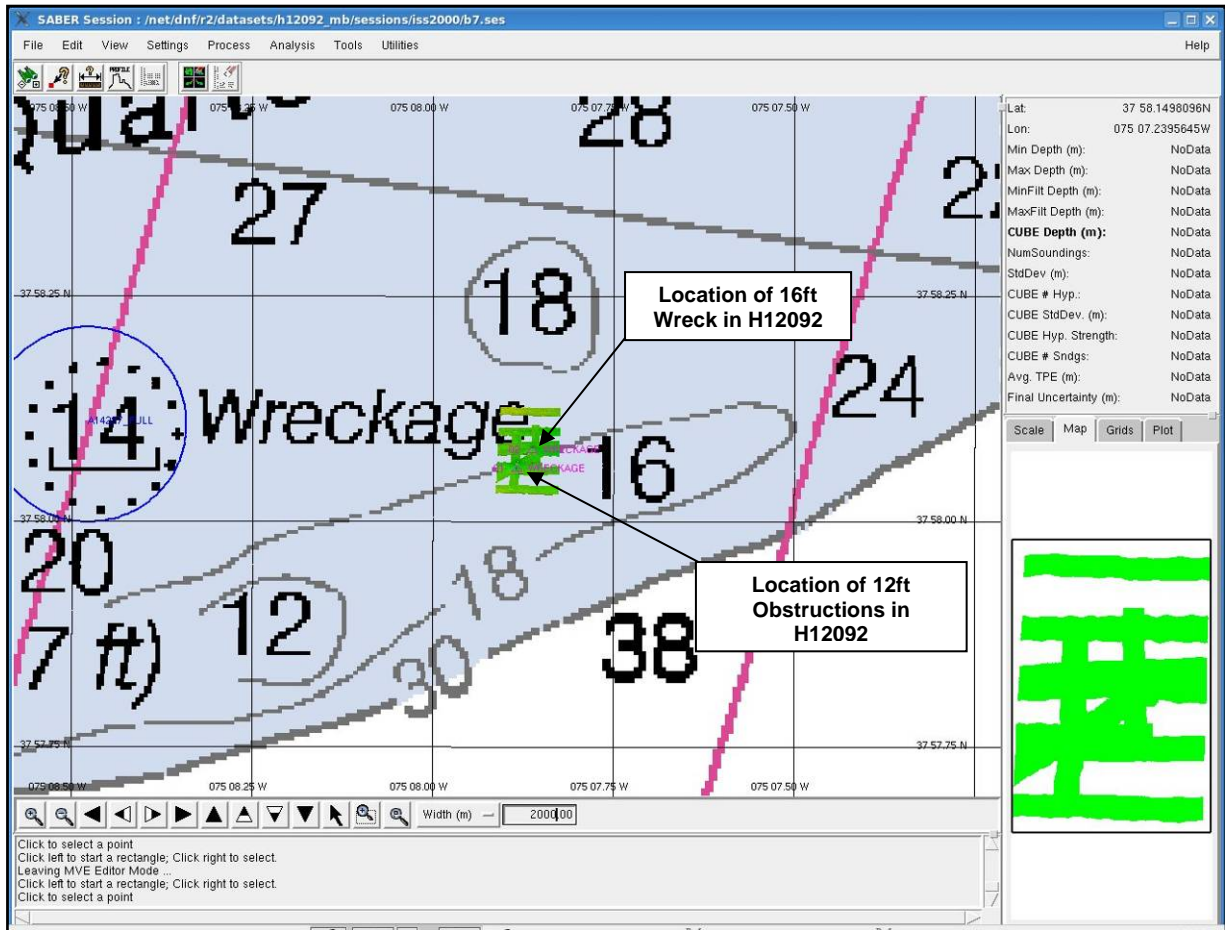 SABER Session : /net/dnf/r2/datasets/h12092_mb/sessions/iss2000/b7.ses
File Edit View Settings Process Analysis Tools Utilities Help
075 08.50 W 075 08.25 W 075 08.00 W 075 07.75 W 075 07.50 W
28
27
37 58.25 N 37 58.25 N
18
Location of 16ft
Wreck in H12092
24
14
Wreckage
16
37 58.00 N 37 58.00 N
20
7 ft)
12
18
30
38
Location of 12ft
Obstructions in
H12092
37 57.75 N 37 57.75 N
075 08.50 W 075 08.25 W 075 08.00 W 075 07.75 W 075 07.50 W
Width (m) 2000.00
Click to select a point
Click left to start a rectangle; Click right to select.
Leaving MVE Editor Mode ...
Click left to start a rectangle; Click right to select.
Click to select a point
Lat: 37 58.1498096N
Lon: 075 07.2395645W
Min Depth (m): NoData
Max Depth (m): NoData
MinFilt Depth (m): NoData
MaxFilt Depth (m): NoData
CUBE Depth (m): NoData
NumSoundings: NoData
StdDev (m): NoData
CUBE # Hyp.: NoData
CUBE StdDev. (m): NoData
CUBE Hyp. Strength: NoData
CUBE # Sndgs: NoData
Avg. TPE (m): NoData
Final Uncertainty (m): NoData
Scale Map Grids Plot